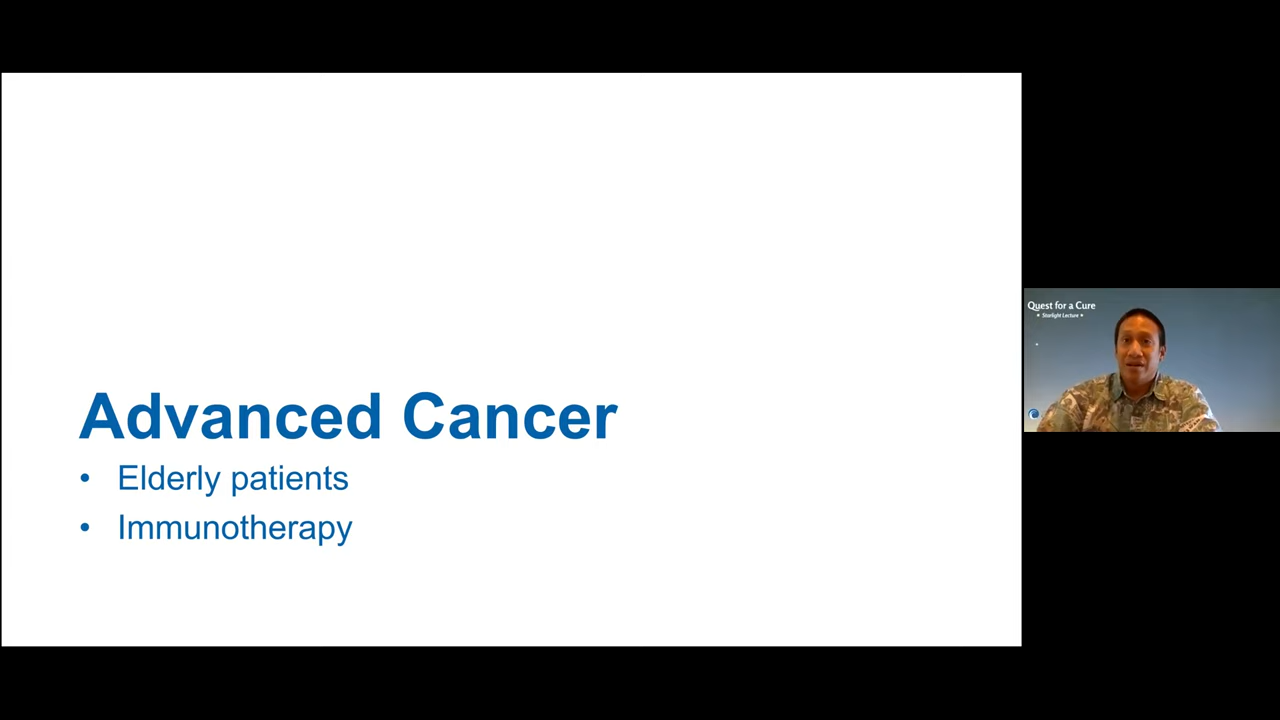 Advanced Cancer
• Elderly patients
• Immunotherapy
Quest for a Cure
• Starlight Lecture •